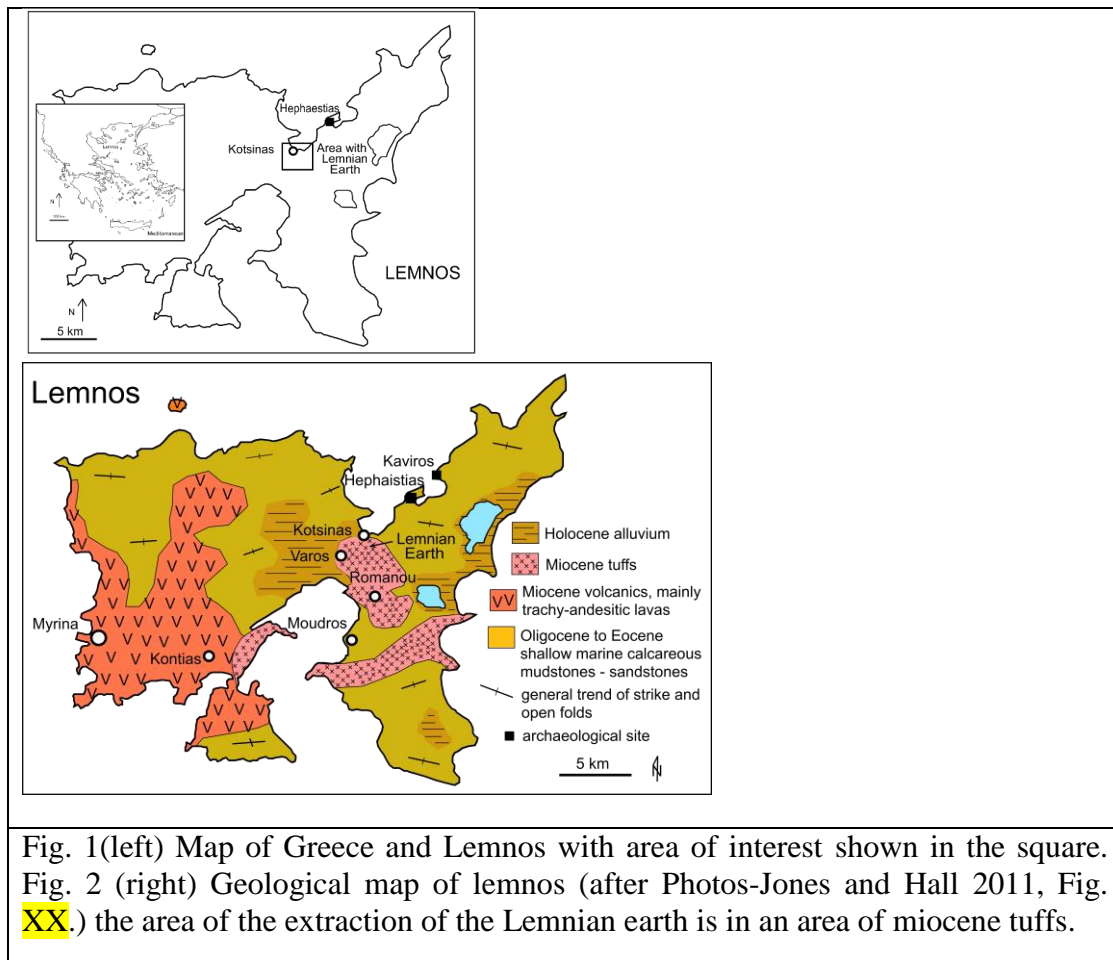 Hephaestias
Kotsinas
Area with
Lemnian
Earth
Lemnos
N
Mediterranean
LEMNOS
N
5 km
Lemnos
Kaviros
Hephaistias
Kotsinas
Lemnian
Earth
Varos
Romanou
Myrina
Moudros
Kontias
Holocene alluvium
Miocene tuffs
Miocene volcanics, mainly
trachy-andesitic lavas
Oligocene to Eocene
shallow marine calcareous
mudstones - sandstones
general trend of strike and
open folds
archaeological site
5 km
N
Fig. 1(left) Map of Greece and Lemnos with area of interest shown in the square.
Fig. 2 (right) Geological map of lemnos (after Photos-Jones and Hall 2011, Fig.
XX.) the area of the extraction of the Lemnian earth is in an area of miocene tuffs.